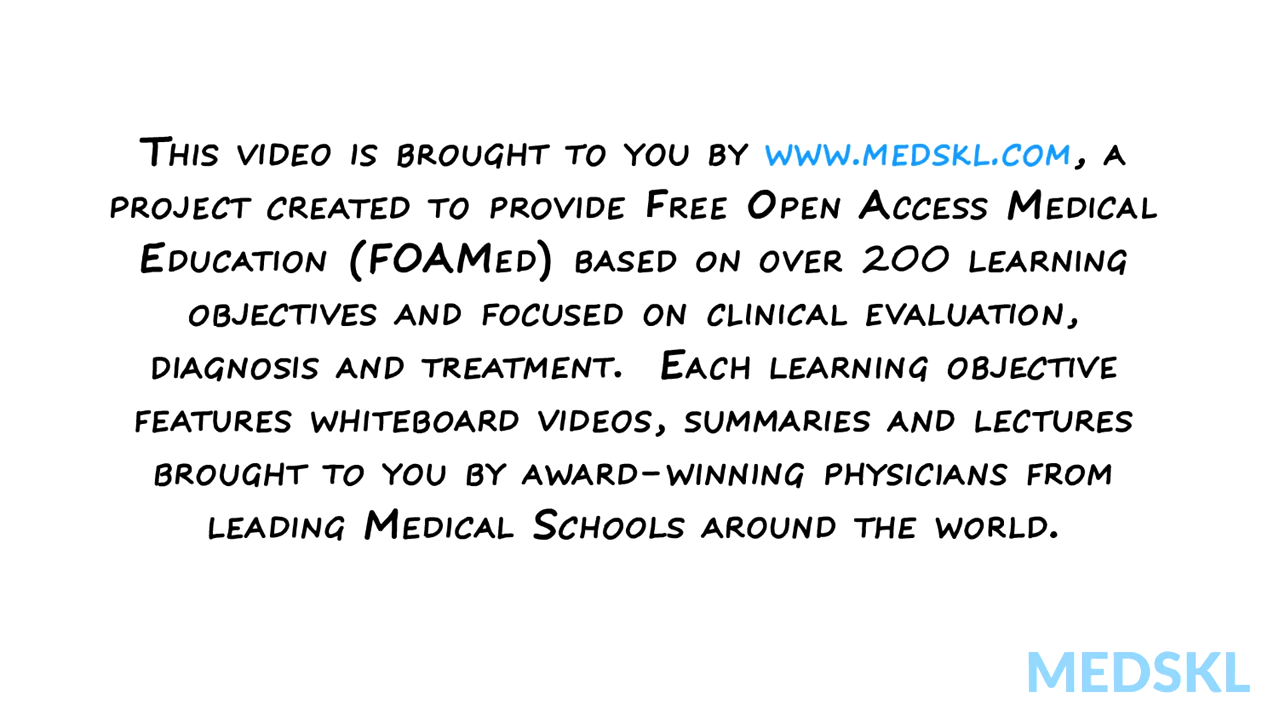 This video is brought to you by www.medskl.com, a
project created to provide Free Open Access Medical
Education (FOAMed) based on over 200 learning
objectives and focused on clinical evaluation,
diagnosis and treatment.  Each learning objective
features whiteboard videos, summaries and lectures
brought to you by award-winning physicians from
leading Medical Schools around the world.
MEDSKL